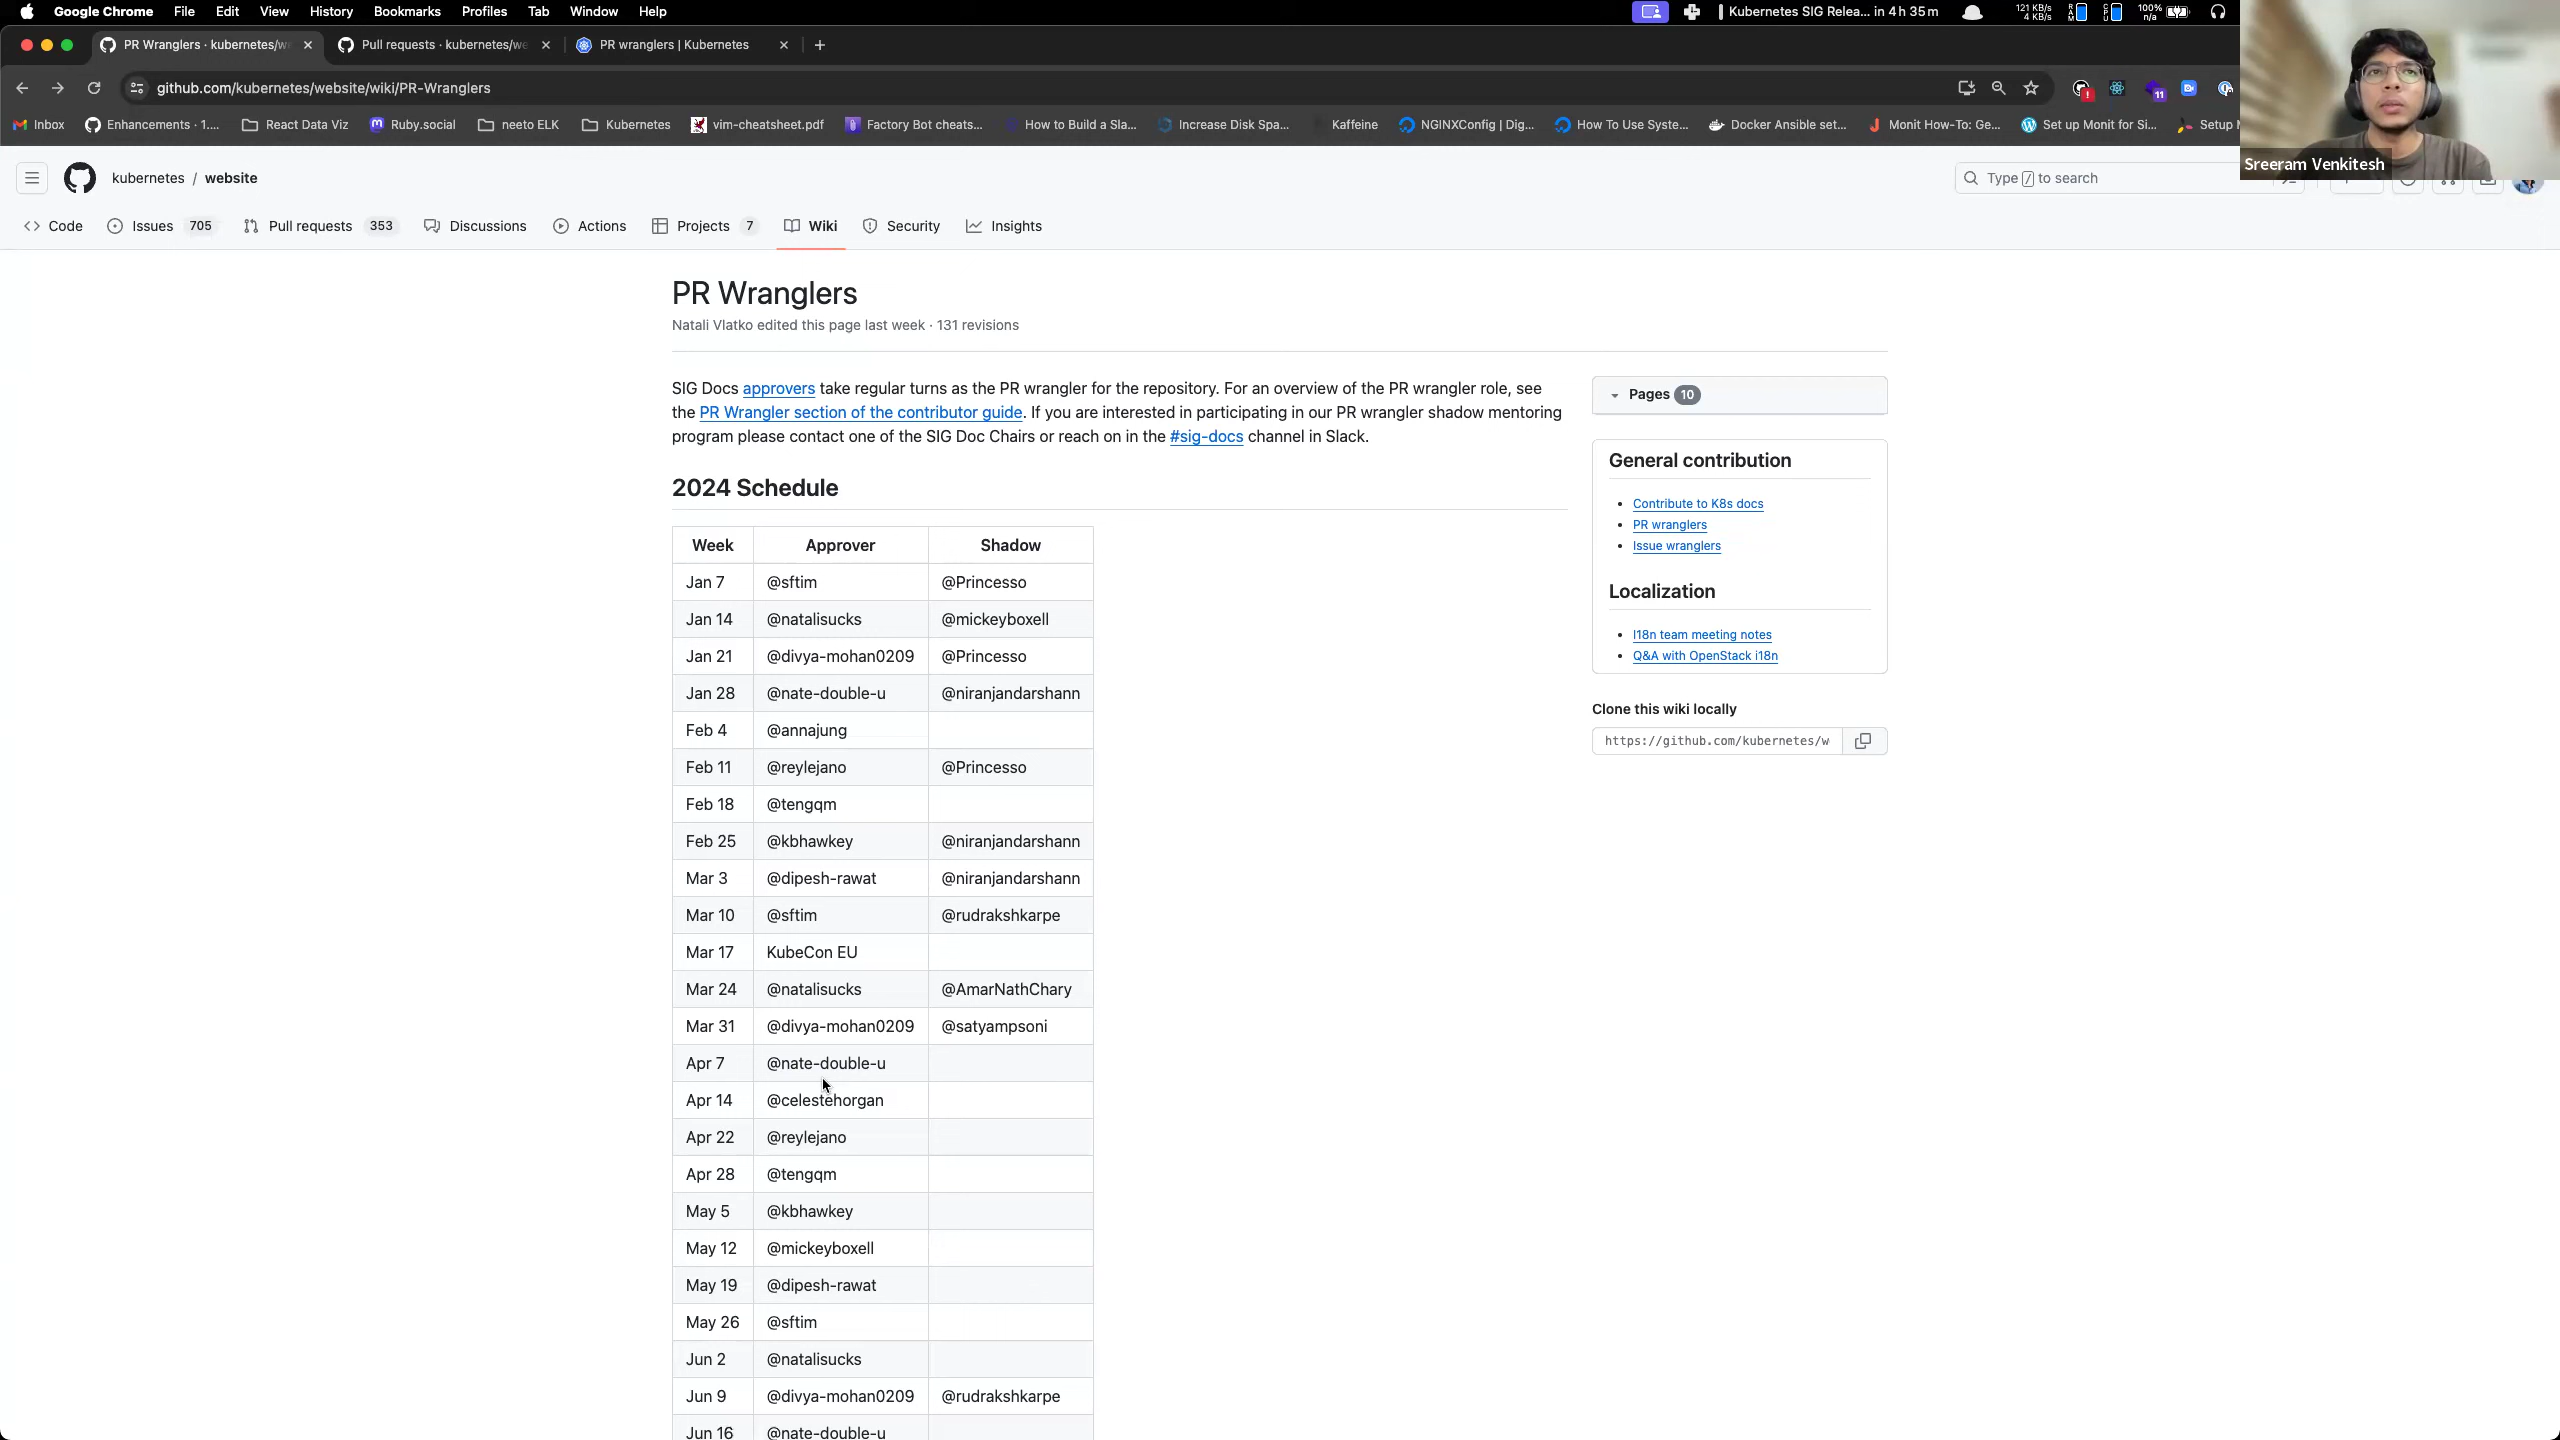 Google Chrome File Edit View History Bookmarks Profiles Tab Window Help
Kubernetes SIG Relea... in 4 h 35 m
121 KB/s
4 KB/s
100%
n/a
PR Wranglers · kubernetes/w
Pull requests · kubernetes/we
PR wranglers | Kubernetes
github.com/kubernetes/website/wiki/PR-Wranglers
11
Inbox
Enhancements · 1....
React Data Viz
Ruby.social
neeto ELK
Kubernetes
vim-cheatsheet.pdf
Factory Bot cheats...
How to Build a Sla...
Increase Disk Spa...
Kaffeine
NGINXConfig | Dig...
How To Use Syste...
Docker Ansible set...
Monit How-To: Ge...
Set up Monit for Si...
Setup
Sreeram Venkitesh
kubernetes / website
Type / to search
Code
Issues 705
Pull requests 353
Discussions
Actions
Projects 7
Wiki
Security
Insights
PR Wranglers
Natali Vlatko edited this page last week · 131 revisions
SIG Docs approvers take regular turns as the PR wrangler for the repository. For an overview of the PR wrangler role, see
the PR Wrangler section of the contributor guide. If you are interested in participating in our PR wrangler shadow mentoring
program please contact one of the SIG Doc Chairs or reach on in the #sig-docs channel in Slack.
2024 Schedule
Week Approver Shadow
Jan 7 @sftim @Princesso
Jan 14 @natalisucks @mickeyboxell
Jan 21 @divya-mohan0209 @Princesso
Jan 28 @nate-double-u @niranjandarshann
Feb 4 @annajung
Feb 11 @reylejano @Princesso
Feb 18 @tengqm
Feb 25 @kbhawkey @niranjandarshann
Mar 3 @dipesh-rawat @niranjandarshann
Mar 10 @sftim @rudrakshkarpe
Mar 17 KubeCon EU
Mar 24 @natalisucks @AmarNathChary
Mar 31 @divya-mohan0209 @satyampsoni
Apr 7 @nate-double-u
Apr 14 @celestehorgan
Apr 22 @reylejano
Apr 28 @tengqm
May 5 @kbhawkey
May 12 @mickeyboxell
May 19 @dipesh-rawat
May 26 @sftim
Jun 2 @natalisucks
Jun 9 @divya-mohan0209 @rudrakshkarpe
Jun 16 @nate-double-u
Pages 10
General contribution
Contribute to K8s docs
PR wranglers
Issue wranglers
Localization
I18n team meeting notes
Q&A with OpenStack i18n
Clone this wiki locally
https://github.com/kubernetes/w